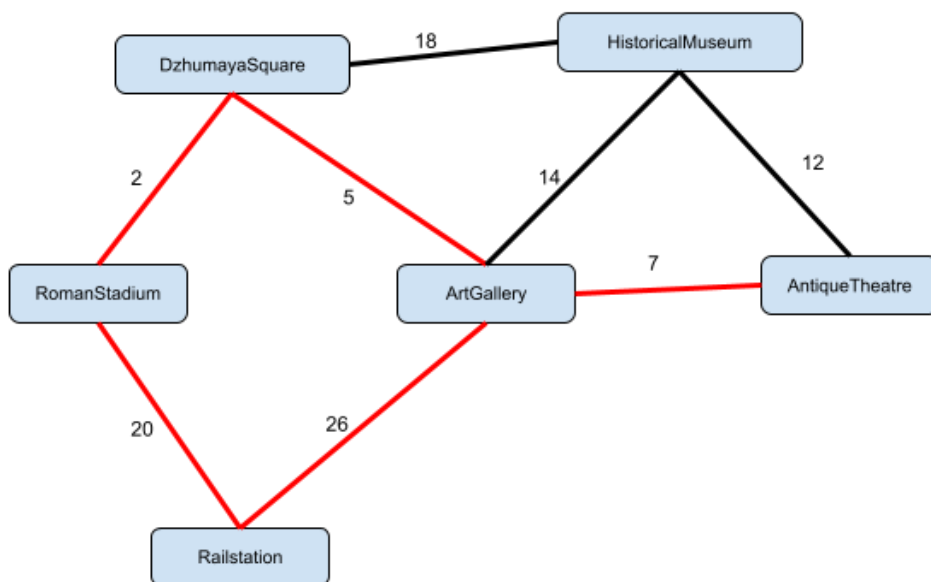 18
HistoricalMuseum
DzhumayaSquare
2
5
14
12
RomanStadium
ArtGallery
7
AntiqueTheatre
20
26
Railstation